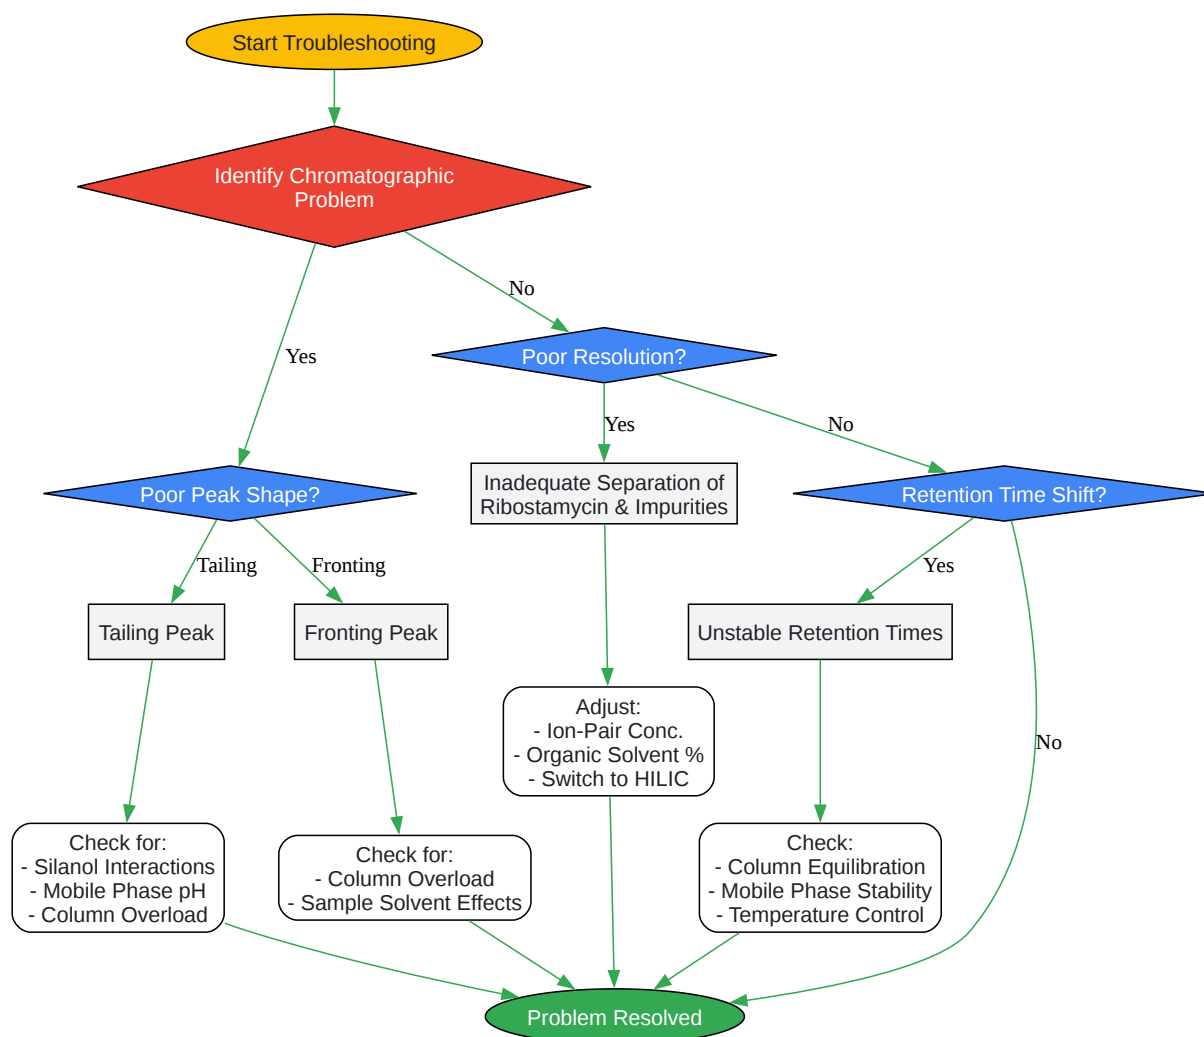 Start Troubleshooting
Identify Chromatographic
Problem
No
Yes
Poor Resolution?
Yes
No
Poor Peak Shape?
Inadequate Separation of
Ribostamycin & Impurities
Retention Time Shift?
Tailing
Fronting
Yes
Tailing Peak
Fronting Peak
Unstable Retention Times
Adjust:
- Ion-Pair Conc.
- Organic Solvent %
- Switch to HILIC
No
Check for:
- Silanol Interactions
- Mobile Phase pH
- Column Overload
Check for:
- Column Overload
- Sample Solvent Effects
Check:
- Column Equilibration
- Mobile Phase Stability
- Temperature Control
Problem Resolved